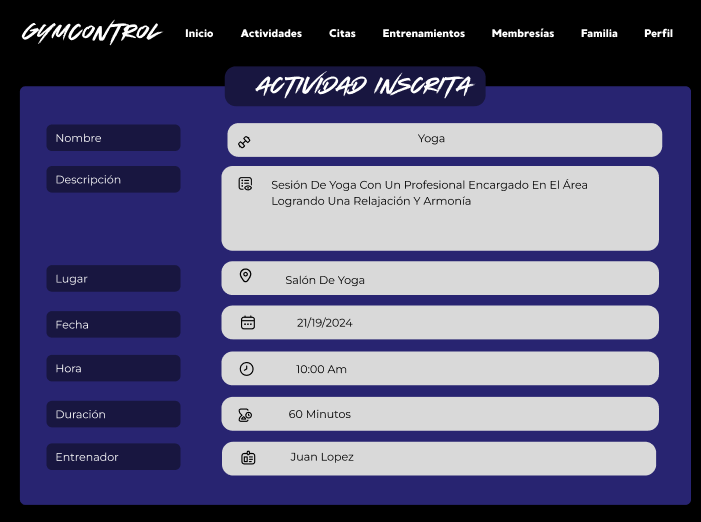 GYMCONTROL Inicio Actividades Citas Entrenamientos Membresías Familia Perfil
ACTIVIDAD INSCRITA
Nombre Yoga
Descripción Sesión De Yoga Con Un Profesional Encargado En El Área
Logrando Una Relajación Y Armonía
Lugar Salón De Yoga
Fecha 21/19/2024
Hora 10:00 Am
Duración 60 Minutos
Entrenador Juan Lopez